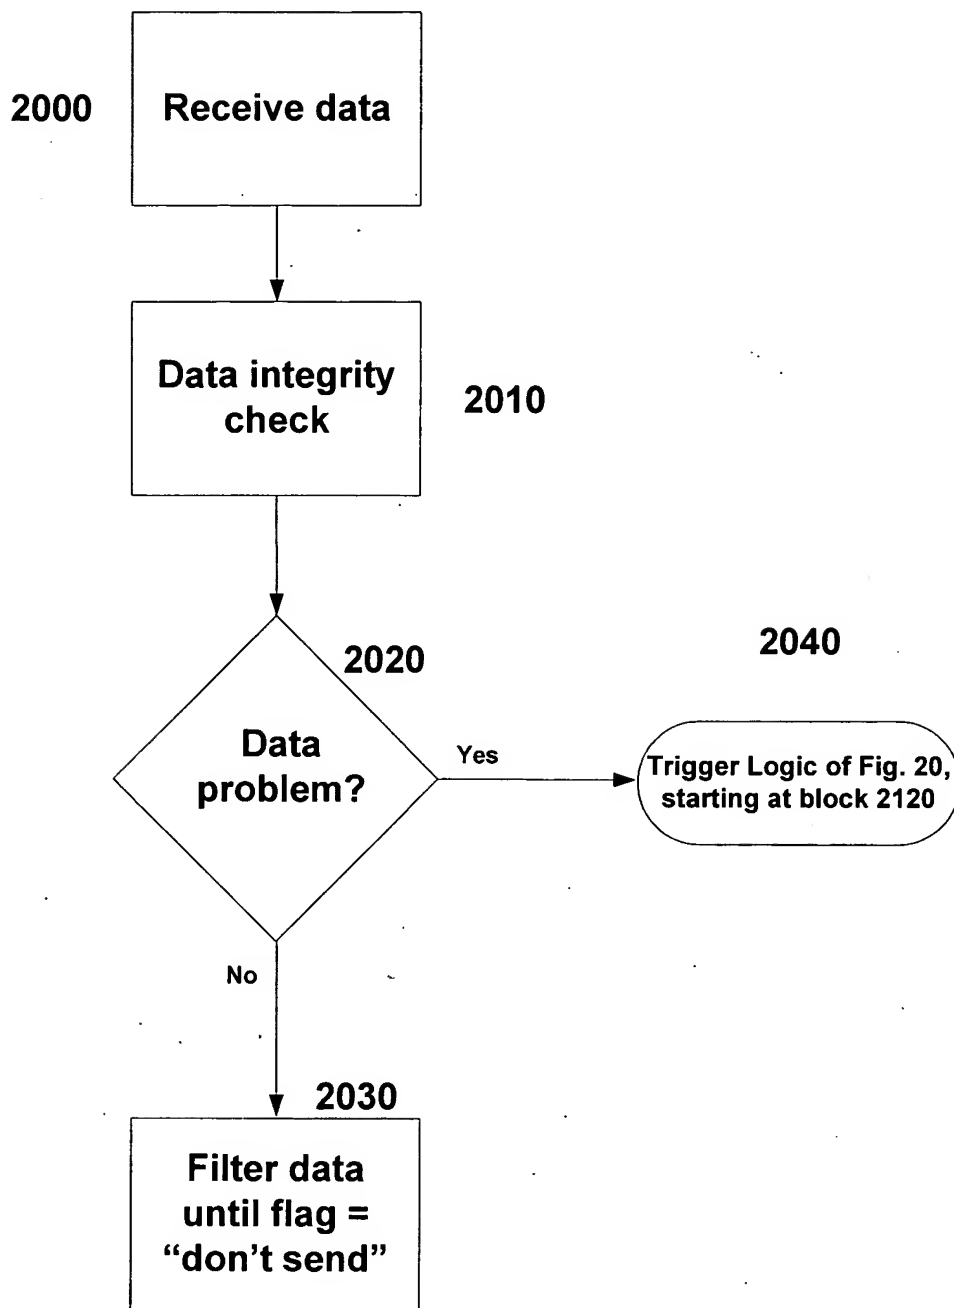 2000
Receive data
Data integrity
check
2010
2020
2040
Data
problem?
Yes
Trigger Logic of Fig. 20,
starting at block 2120
No
2030
Filter data
until flag =
“don’t send”